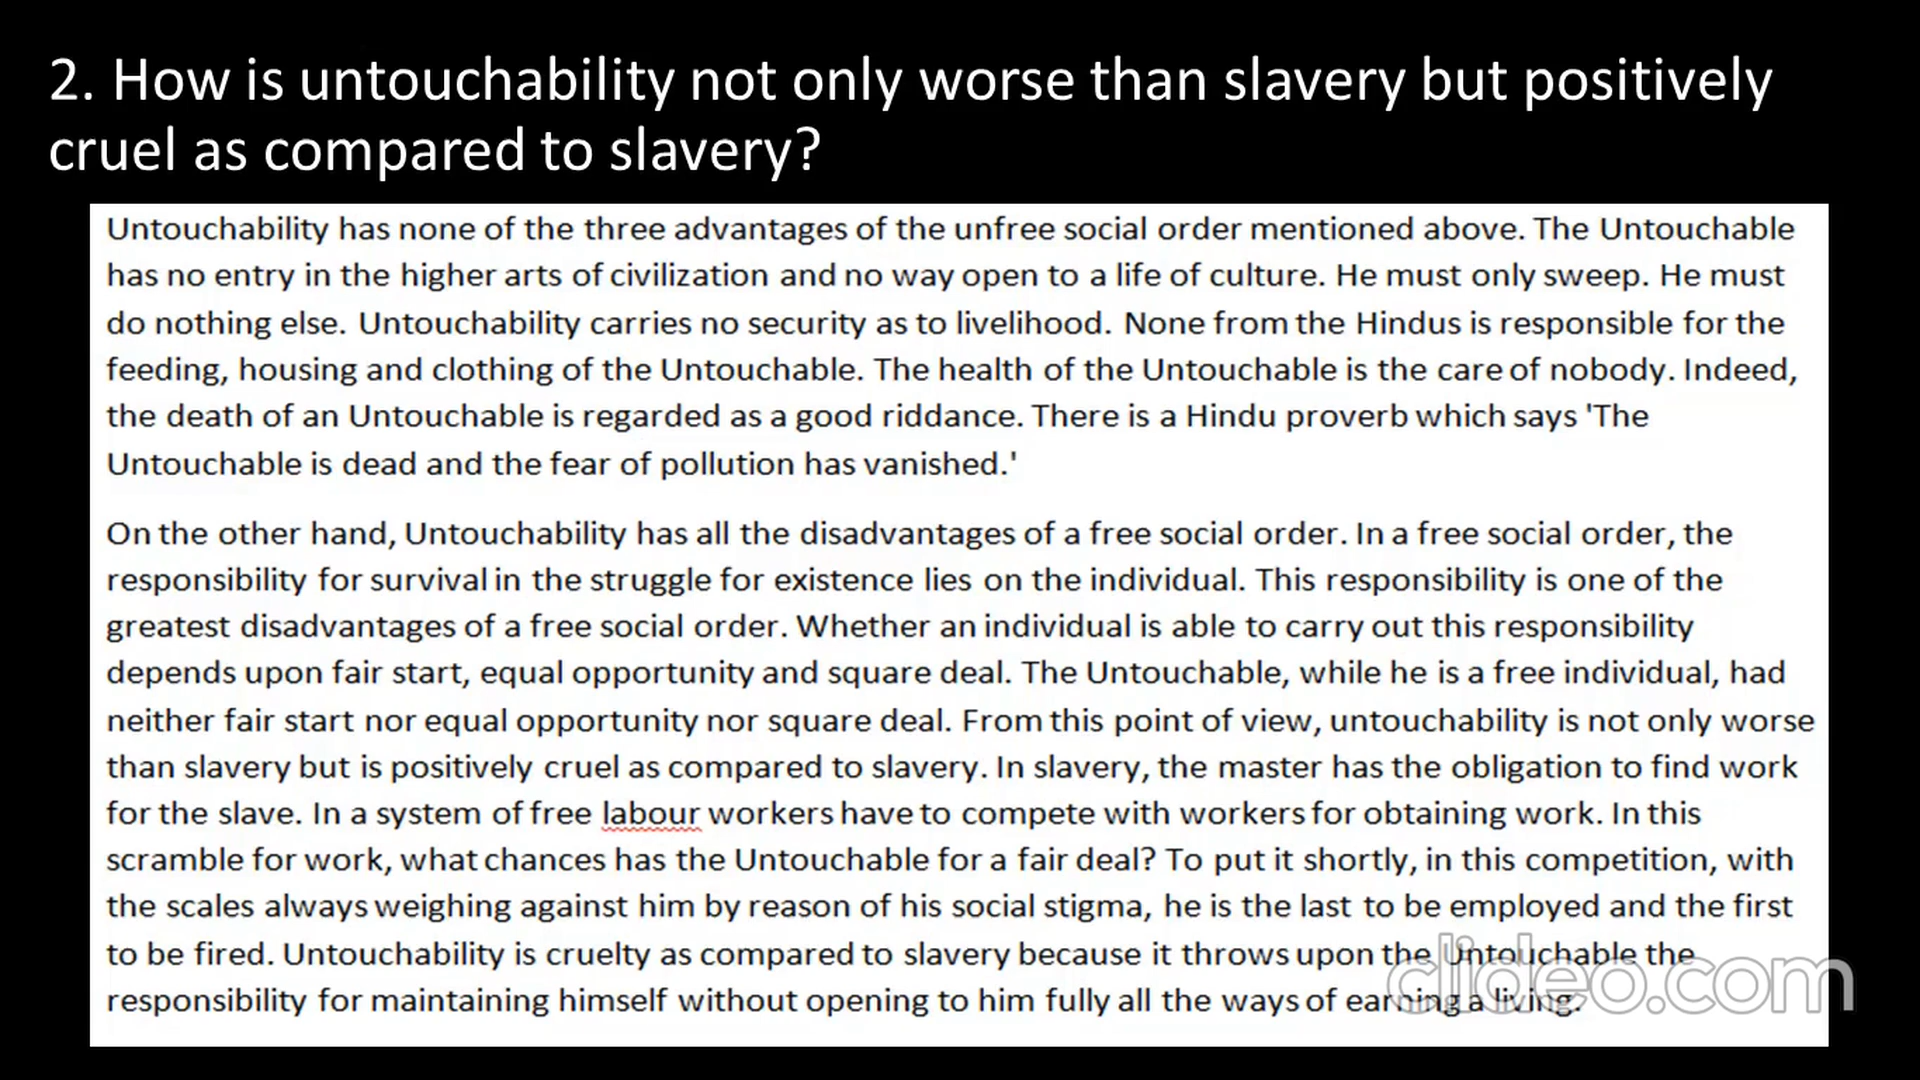 2. How is untouchability not only worse than slavery but positively
cruel as compared to slavery?
Untouchability has none of the three advantages of the unfree social order mentioned above. The Untouchable
has no entry in the higher arts of civilization and no way open to a life of culture. He must only sweep. He must
do nothing else. Untouchability carries no security as to livelihood. None from the Hindus is responsible for the
feeding, housing and clothing of the Untouchable. The health of the Untouchable is the care of nobody. Indeed,
the death of an Untouchable is regarded as a good riddance. There is a Hindu proverb which says 'The
Untouchable is dead and the fear of pollution has vanished.'
On the other hand, Untouchability has all the disadvantages of a free social order. In a free social order, the
responsibility for survival in the struggle for existence lies on the individual. This responsibility is one of the
greatest disadvantages of a free social order. Whether an individual is able to carry out this responsibility
depends upon fair start, equal opportunity and square deal. The Untouchable, while he is a free individual, had
neither fair start nor equal opportunity nor square deal. From this point of view, untouchability is not only worse
than slavery but is positively cruel as compared to slavery. In slavery, the master has the obligation to find work
for the slave. In a system of free labour workers have to compete with workers for obtaining work. In this
scramble for work, what chances has the Untouchable for a fair deal? To put it shortly, in this competition, with
the scales always weighing against him by reason of his social stigma, he is the last to be employed and the first
to be fired. Untouchability is cruelty as compared to slavery because it throws upon the Untouchable the
responsibility for maintaining himself without opening to him fully all the ways of earning a living.
clideo.com